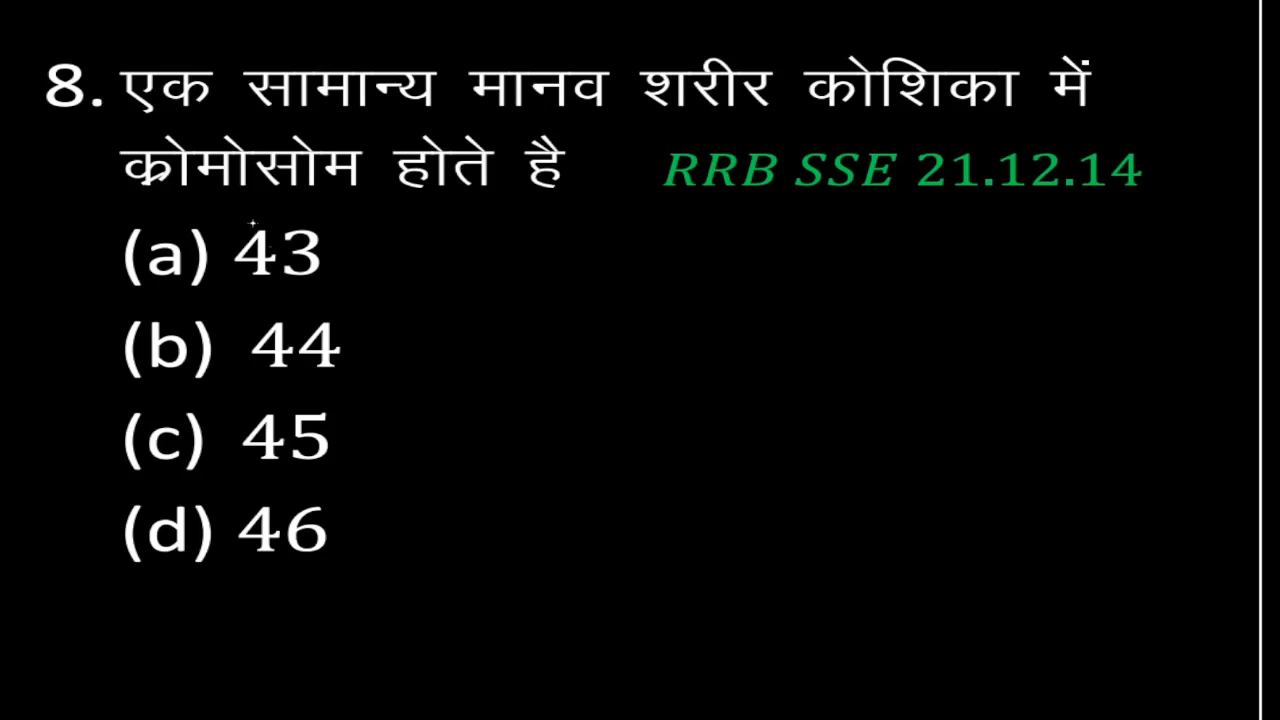 8. एक सामान्य मानव शरीर कोशिका में
क्रोमोसोम होते है RRB SSE 21.12.14
(a) 43
(b) 44
(c) 45
(d) 46